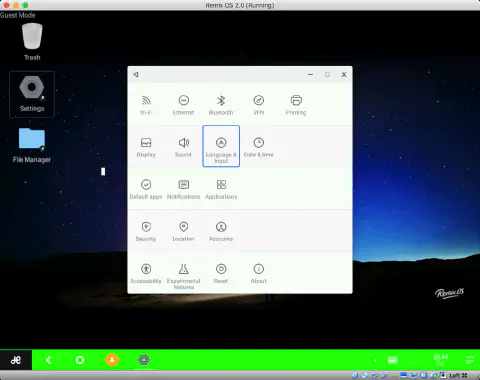 Remix OS 2.0 [Running]
Guest Mode
Trash
Settings
File Manager
Wi-Fi
Ethernet
Bluetooth
VPN
Printing
Display
Sound
Language &
input
Date & time
Default apps
Notifications
Applications
Security
Location
Accounts
Accessibility
Experimental
features
Reset
About
Remix OS
Left ⌘